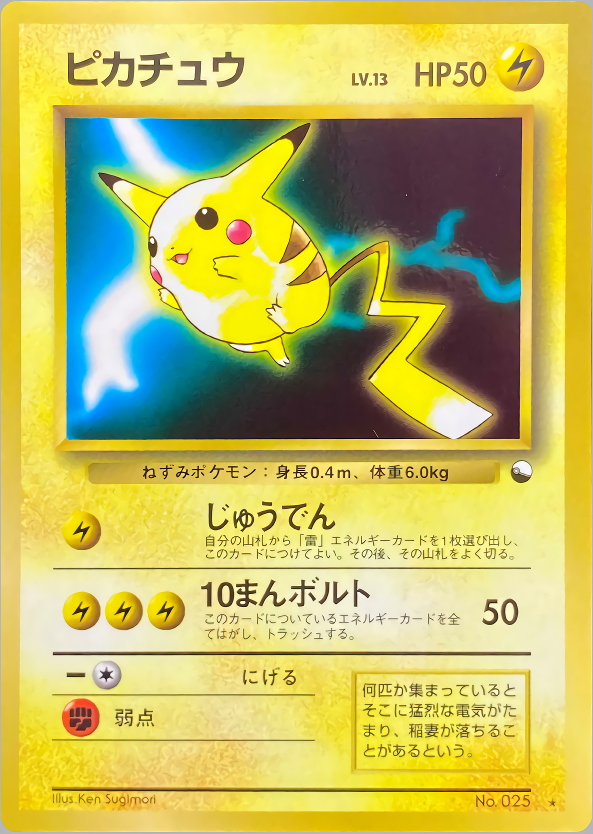 ピカチュウ LV.13 HP50
ねずみポケモン：身長0.4m、体重6.0kg
じゅうでん
自分の山札から「雷」エネルギーカードを1枚選び出し、
このカードにつけてよい。その後、その山札をよく切る。
10まんボルト 50
このカードについているエネルギーカードを全
てはがし、トラッシュする。
にげる
弱点
何匹か集まっていると
そこに猛烈な電気がた
まり、稲妻が落ちるこ
とがあるという。
Illus. Ken Sugimori No. 025 ★